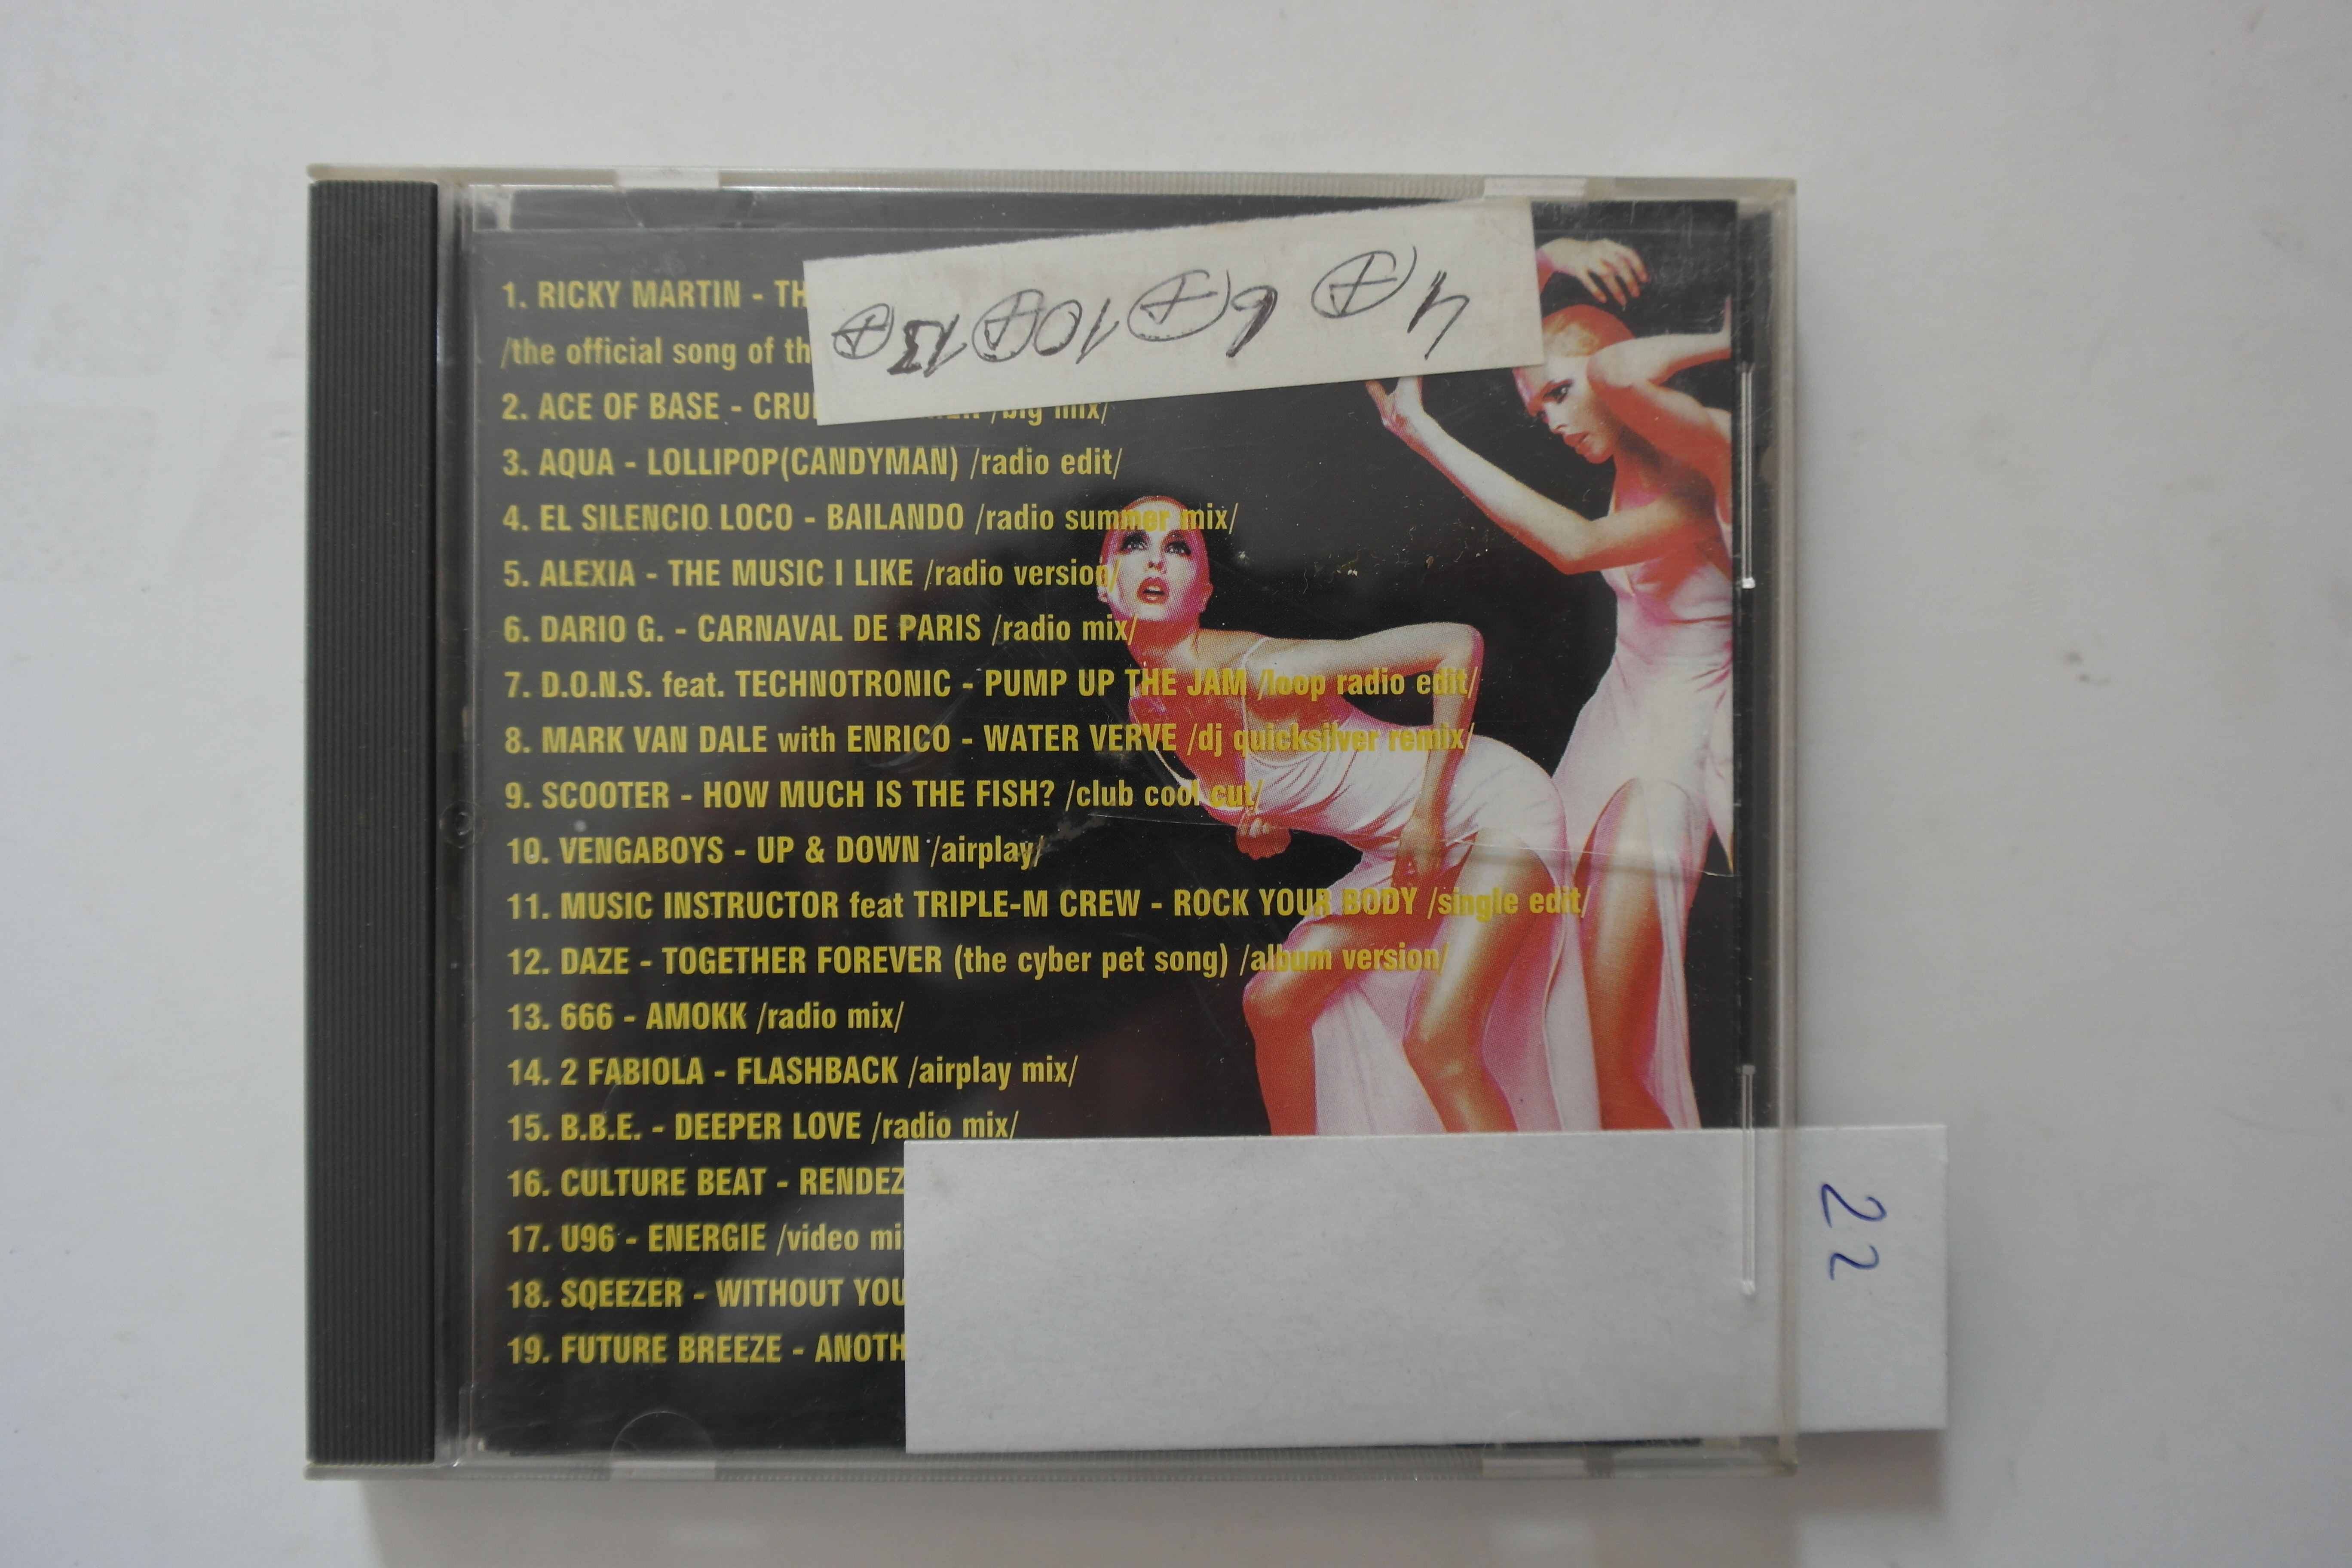 4 A 6 A 10 A 13 A
1. RICKY MARTIN - TH
/the official song of th
2. ACE OF BASE - CRU /big mix/
3. AQUA - LOLLIPOP(CANDYMAN) /radio edit/
4. EL SILENCIO LOCO - BAILANDO /radio summer mix/
5. ALEXIA - THE MUSIC I LIKE /radio version/
6. DARIO G. - CARNAVAL DE PARIS /radio mix/
7. D.O.N.S. feat. TECHNOTRONIC - PUMP UP THE JAM /loop radio edit/
8. MARK VAN DALE with ENRICO - WATER VERVE /dj quicksilver remix/
9. SCOOTER - HOW MUCH IS THE FISH? /club cool cut/
10. VENGABOYS - UP & DOWN /airplay/
11. MUSIC INSTRUCTOR feat TRIPLE-M CREW - ROCK YOUR BODY /single edit/
12. DAZE - TOGETHER FOREVER (the cyber pet song) /album version/
13. 666 - AMOKK /radio mix/
14. 2 FABIOLA - FLASHBACK /airplay mix/
15. B.B.E. - DEEPER LOVE /radio mix/
16. CULTURE BEAT - RENDEZ
17. U96 - ENERGIE /video mi
18. SQEEZER - WITHOUT YOU
19. FUTURE BREEZE - ANOTH
22